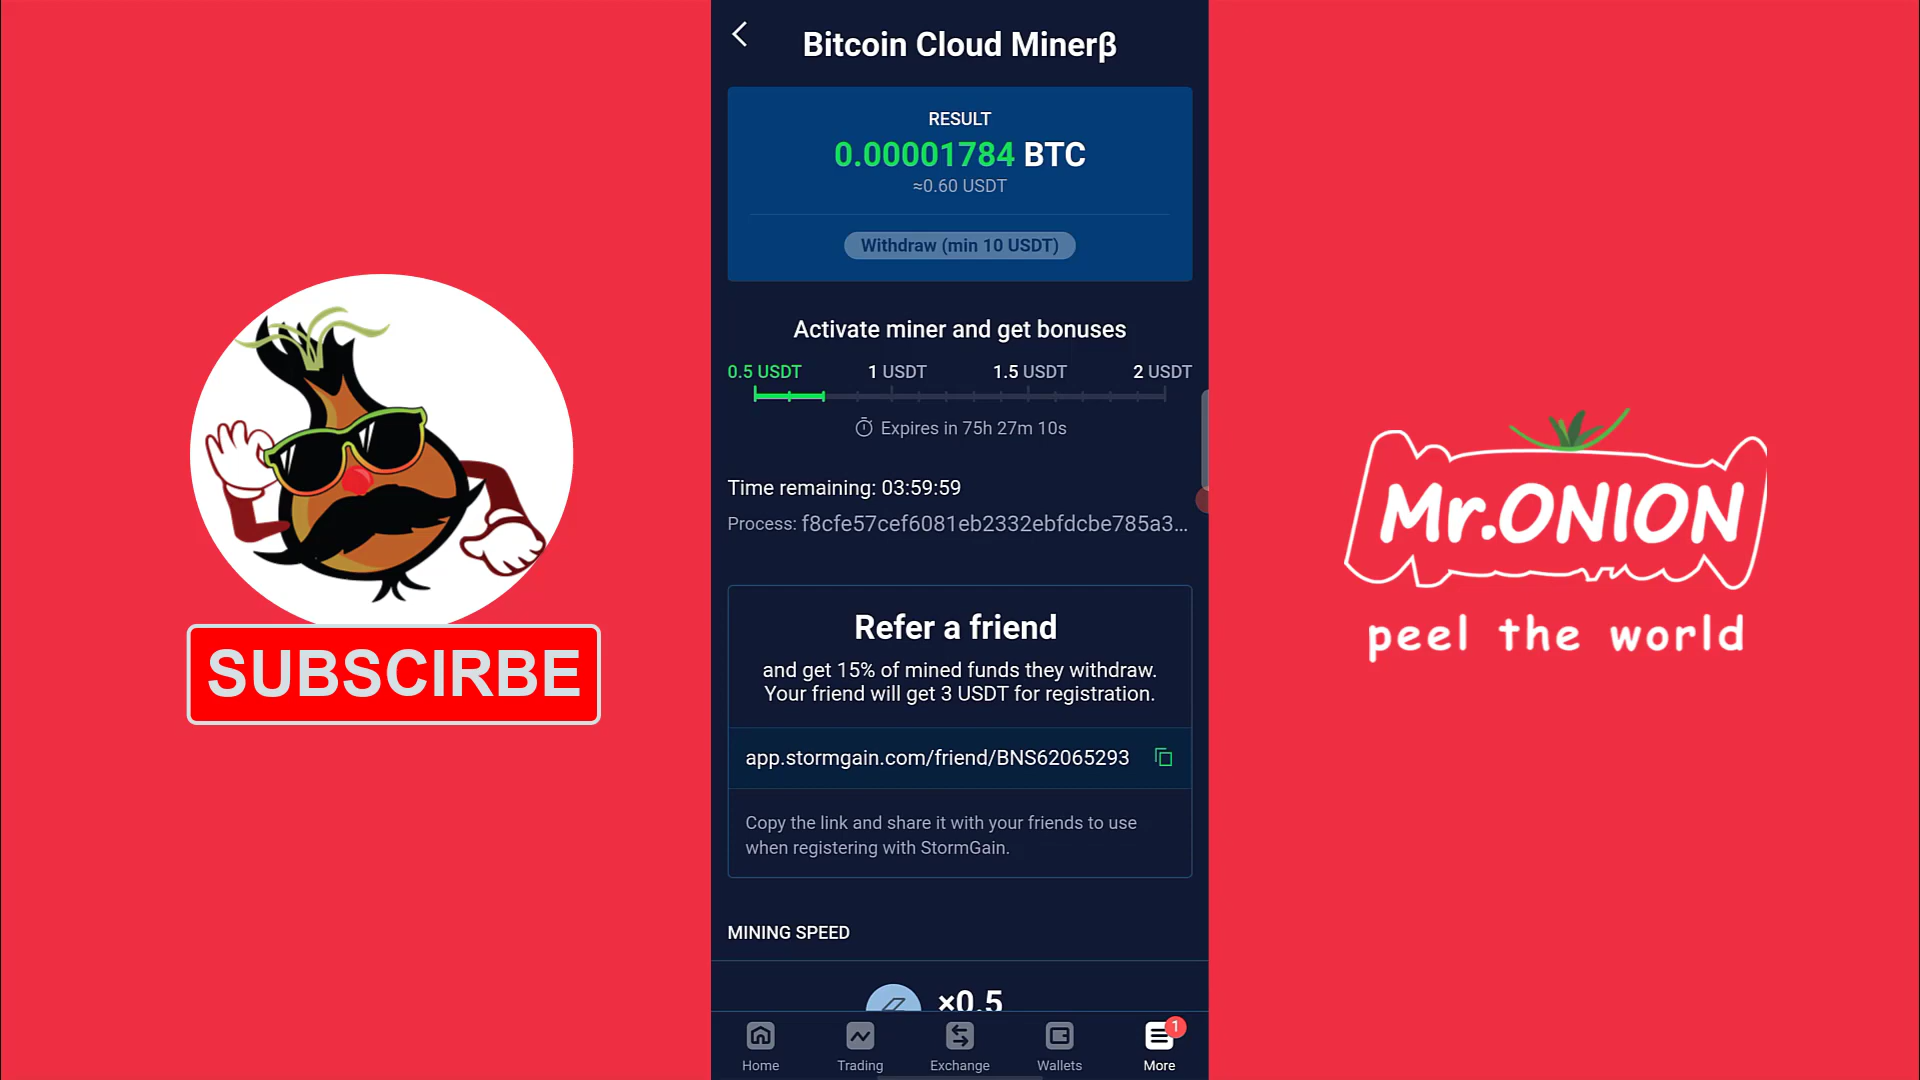 Bitcoin Cloud Minerβ
RESULT
0.00001784 BTC
≈0.60 USDT
Withdraw (min 10 USDT)
Activate miner and get bonuses
0.5 USDT 1 USDT 1.5 USDT 2 USDT
Expires in 75h 27m 10s
Time remaining: 03:59:59
Process: f8cfe57cef6081eb2332ebfdcbe785a3...
Refer a friend
and get 15% of mined funds they withdraw.
Your friend will get 3 USDT for registration.
app.stormgain.com/friend/BNS62065293
Copy the link and share it with your friends to use
when registering with StormGain.
MINING SPEED
×0.5
1
Home Trading Exchange Wallets More
SUBSCIRBE
Mr.ONION
peel the world